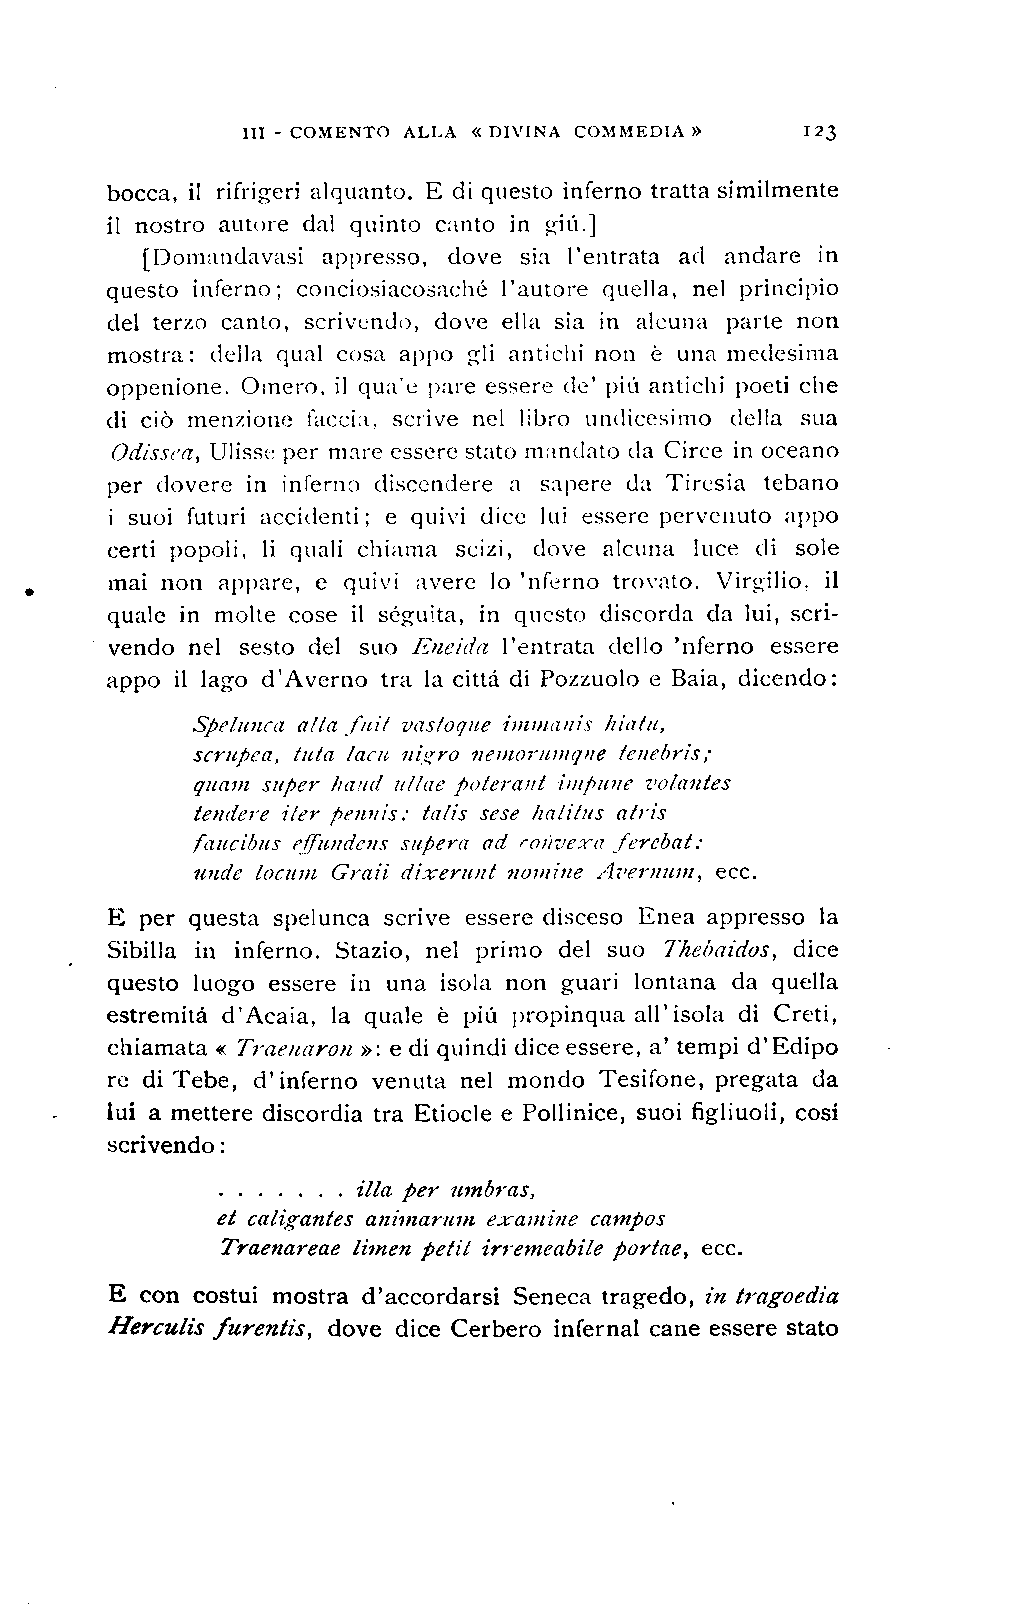 III - COMENTO ALLA « DIVINA COMMEDIA » 123
bocca, il rifrigeri alquanto. E di questo inferno tratta similmente
il nostro autore dal quinto canto in giú.]
[Domandavasi appresso, dove sia l'entrata ad andare in
questo inferno; conciosiacosaché l'autore quella, nel principio
del terzo canto, scrivendo, dove ella sia in alcuna parte non
mostra: della qual cosa appo gli antichi non è una medesima
oppenione. Omero, il quale pare essere de' piú antichi poeti che
di ciò menzione faccia, scrive nel libro undicesimo della sua
Odissea, Ulisse per mare essere stato mandato da Circe in oceano
per dovere in inferno discendere a sapere da Tiresia tebano
i suoi futuri accidenti; e quivi dice lui essere pervenuto appo
certi popoli, li quali chiama scizi, dove alcuna luce di sole
mai non appare, e quivi avere lo 'nferno trovato. Virgilio, il
quale in molte cose il séguita, in questo discorda da lui, scri-
vendo nel sesto del suo Eneida l'entrata dello 'nferno essere
appo il lago d'Averno tra la cittá di Pozzuolo e Baia, dicendo:
Spelunca alta fuit vastoque immanis hiatu,
scrupea, tuta lacu nigro nemorumque tenebris;
quam super haud ullae poterant impune volantes
tendere iter pennis: talis sese halitus atris
faucibus effundens supera ad convexa ferebat:
unde locum Graii dixerunt nomine Avernum, ecc.
E per questa spelunca scrive essere disceso Enea appresso la
Sibilla in inferno. Stazio, nel primo del suo Thebaidos, dice
questo luogo essere in una isola non guari lontana da quella
estremitá d'Acaia, la quale è piú propinqua all'isola di Creti,
chiamata « Traenaron »: e di quindi dice essere, a' tempi d'Edipo
re di Tebe, d'inferno venuta nel mondo Tesifone, pregata da
lui a mettere discordia tra Etiocle e Pollinice, suoi figliuoli, cosí
scrivendo:
. . . . . . . illa per umbras,
et caligantes animarum examine campos
Traenareae limen petit irremeabile portae, ecc.
E con costui mostra d'accordarsi Seneca tragedo, in tragoedia
Herculis furentis, dove dice Cerbero infernal cane essere stato